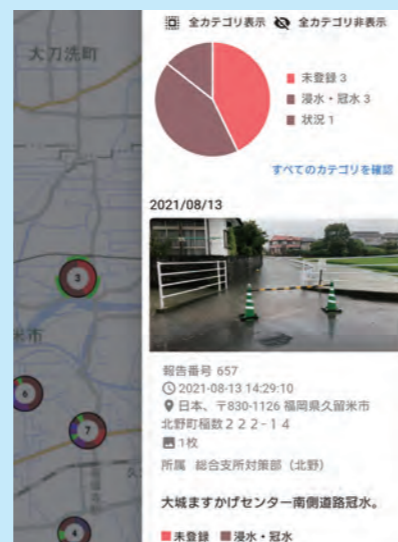 全カテゴリ表示 全カテゴリ非表示
大刀洗町
未登録 3
浸水・冠水 3
状況 1
すべてのカテゴリを確認
2021/08/13
3
米市
6
7
4
報告番号 657
2021-08-13 14:29:10
日本、〒830-1126 福岡県久留米市
北野町稲数２２２-１４
1枚
所属 総合支所対策部（北野）
大城ますかげセンター南側道路冠水。
未登録 浸水・冠水